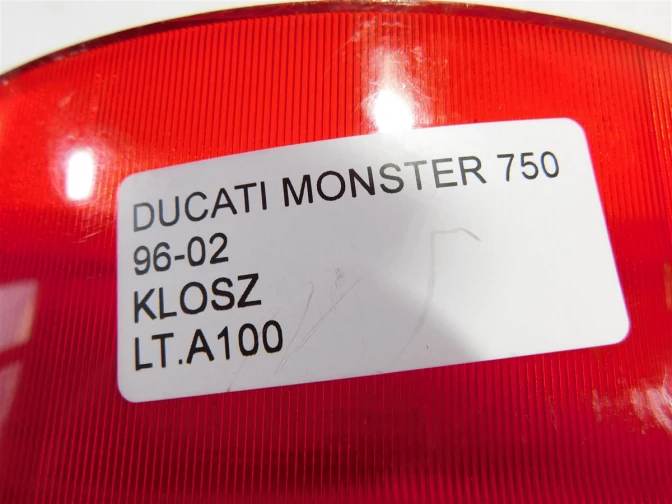 DUCATI MONSTER 750
96-02
KLOSZ
LT.A100